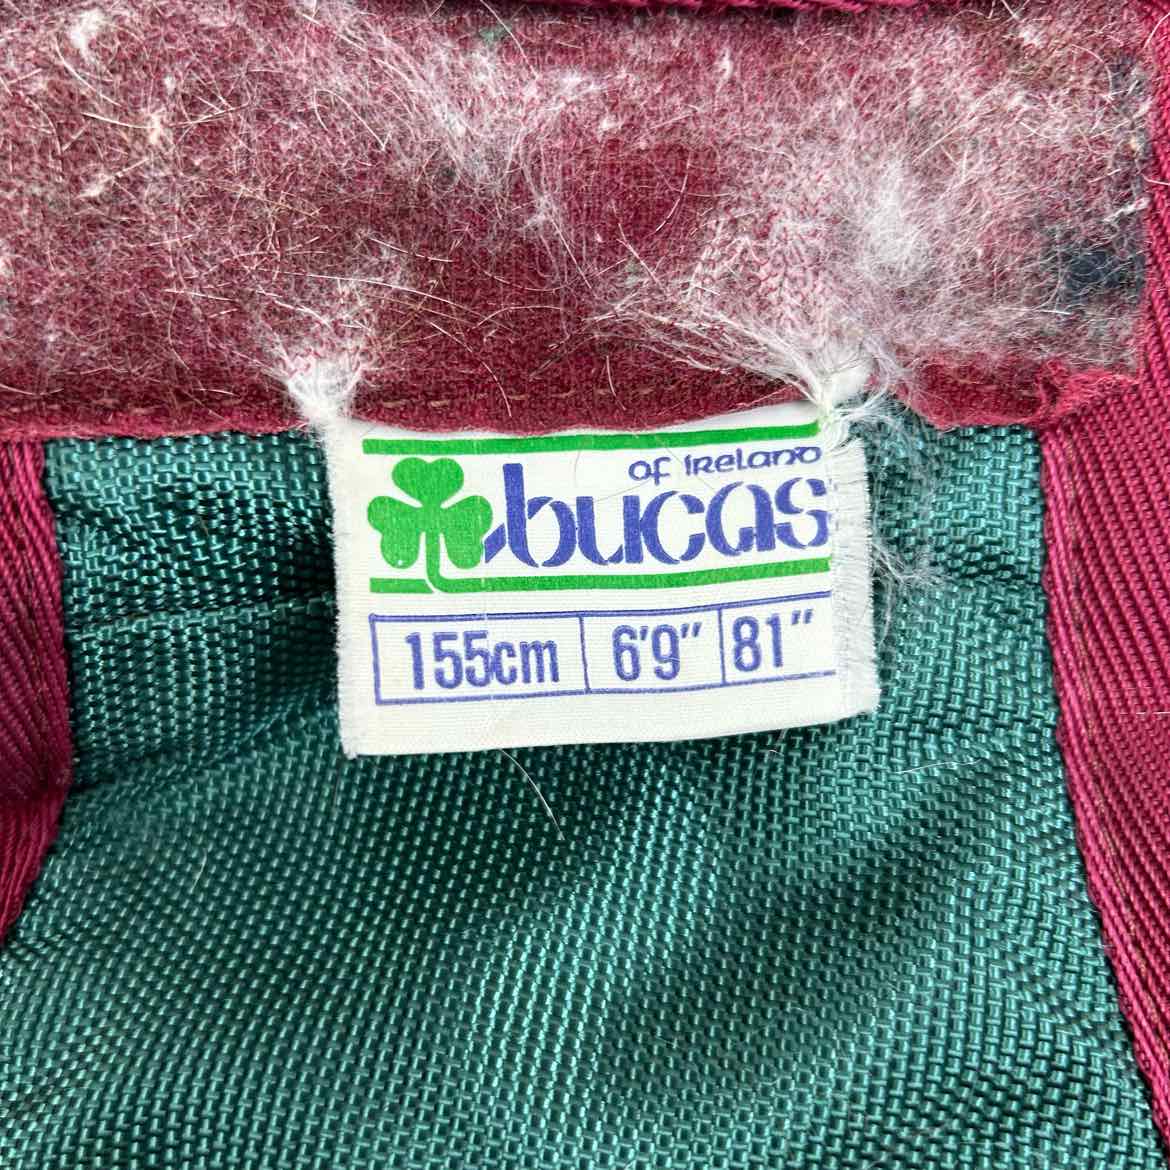 of Ireland
bucas
155cm 6'9" 81"